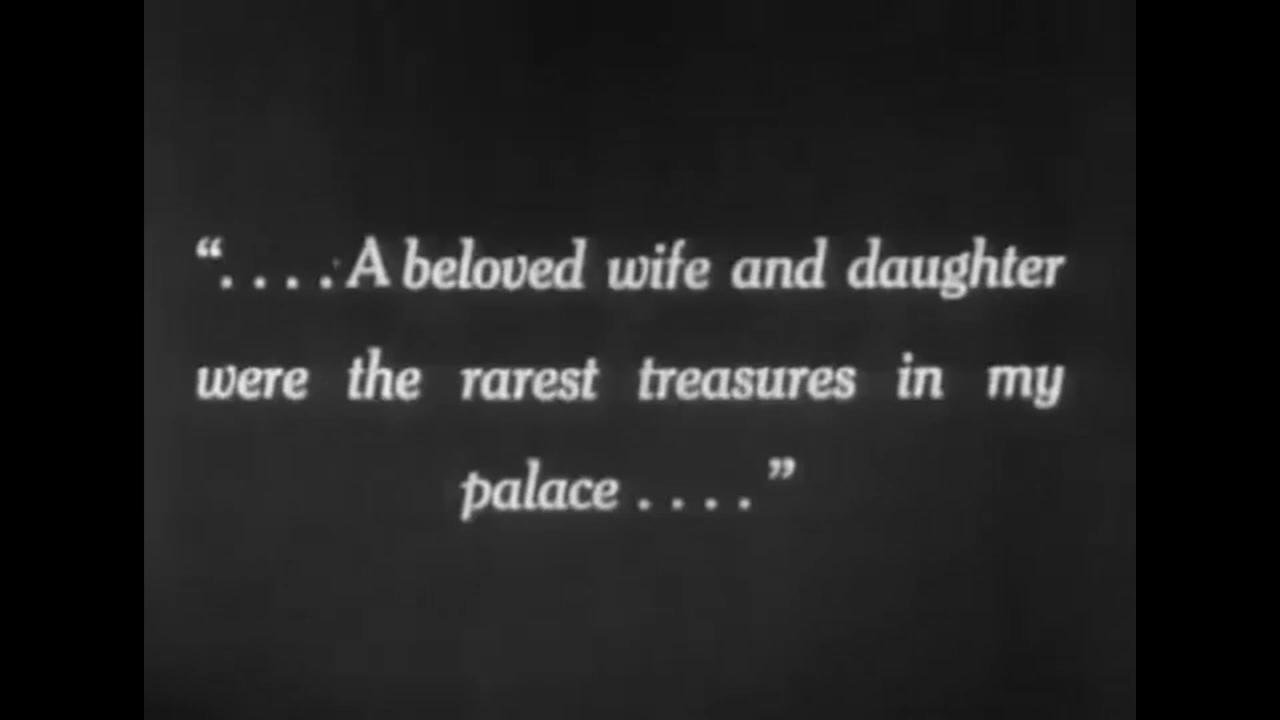 “. . . . A beloved wife and daughter
were the rarest treasures in my
palace . . . . ”